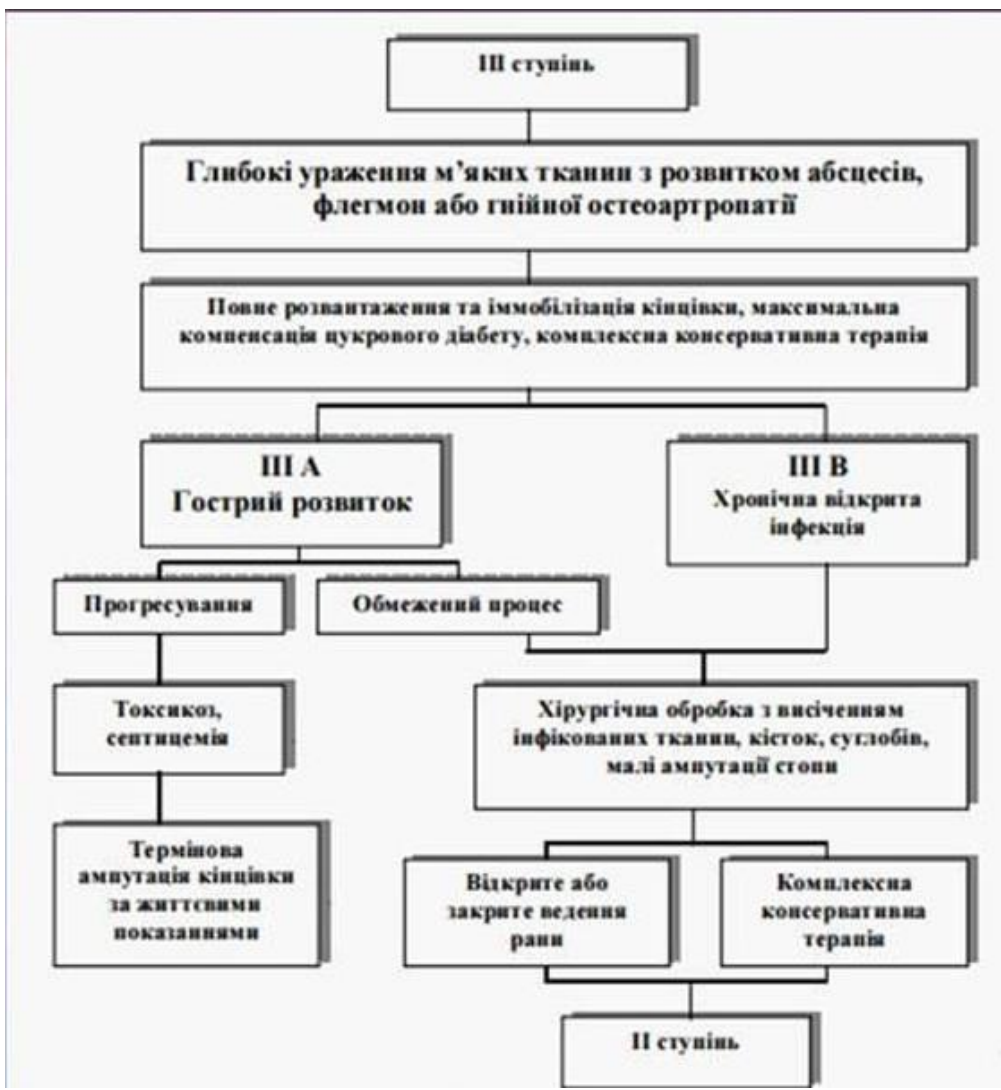 III ступінь
Глибокі ураження м’яких тканин з розвитком абсцесів,
флегмон або гнійної остеоартропатії
Повне розвантаження та іммобілізація кінцівки, максимальна
компенсація цукрового діабету, комплексна консервативна терапія
III А
Гострий розвиток
III В
Хронічна відкрита
інфекція
Прогресування
Обмежений процес
Токсикоз,
септицемія
Хірургічна обробка з висіченням
інфікованих тканин, кісток, суглобів,
малі ампутації стопи
Термінова
ампутація кінцівки
за життєвими
показаннями
Відкрите або
закрите ведення
рани
Комплексна
консервативна
терапія
II ступінь